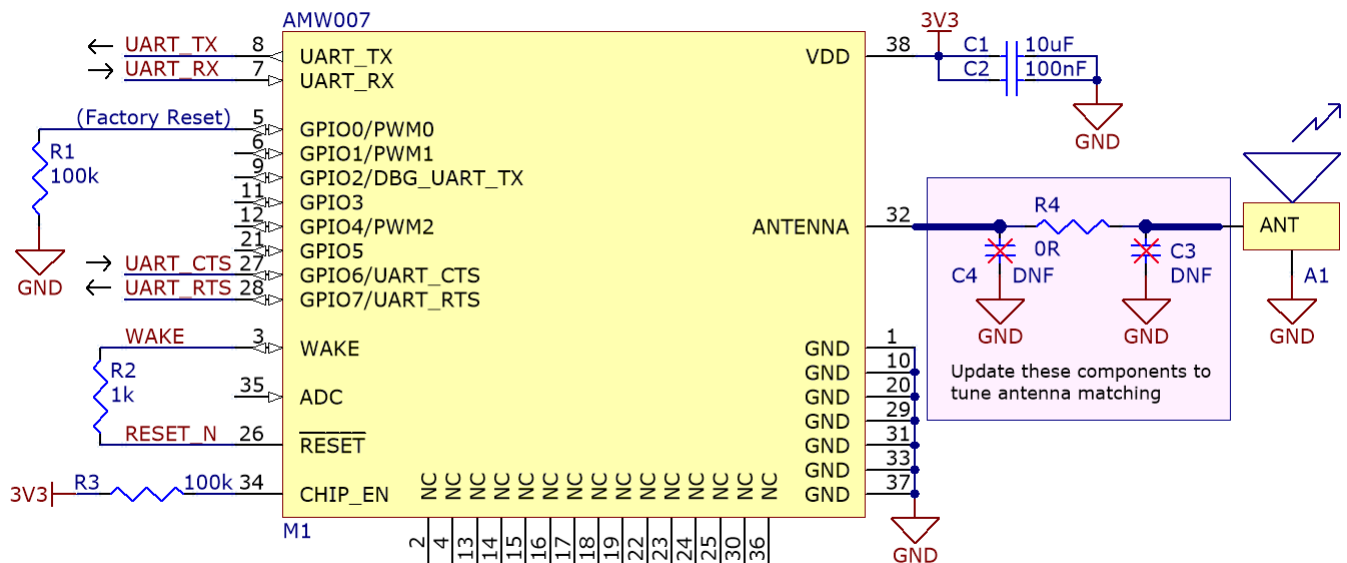 AMW007
UART_TX 8 UART_TX
UART_RX 7 UART_RX
(Factory Reset) 5 GPIO0/PWM0
6 GPIO1/PWM1
9 GPIO2/DBG_UART_TX
11 GPIO3
12 GPIO4/PWM2
21 GPIO5
UART_CTS 27 GPIO6/UART_CTS
UART_RTS 28 GPIO7/UART_RTS
R1
100k
GND
WAKE 3 WAKE
R2
1k
35 ADC
RESET_N 26 RESET
3V3 R3 100k 34 CHIP_EN
M1
NC NC NC NC NC NC NC NC NC NC NC NC NC NC NC
2 4 13 14 15 16 17 18 19 22 23 24 25 30 36
VDD 38
3V3
C1 10uF
C2 100nF
GND
ANTENNA 32
R4
0R
C4 DNF
GND
C3
DNF
GND
Update these components to
tune antenna matching
ANT
A1
GND
GND 1
GND 10
GND 20
GND 29
GND 31
GND 33
GND 37
GND